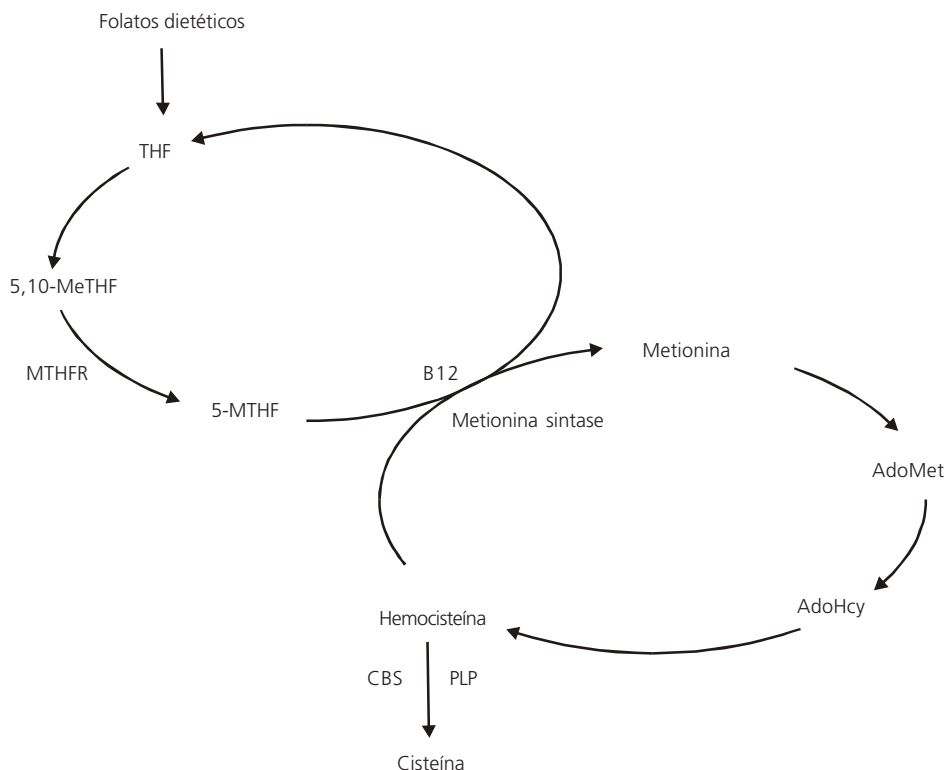 Folatos dietéticos
THF
5,10-MeTHF
MTHFR
5-MTHF
B12
Metionina sintase
Metionina
AdoMet
AdoHcy
Hemocisteína
CBS PLP
Cisteína